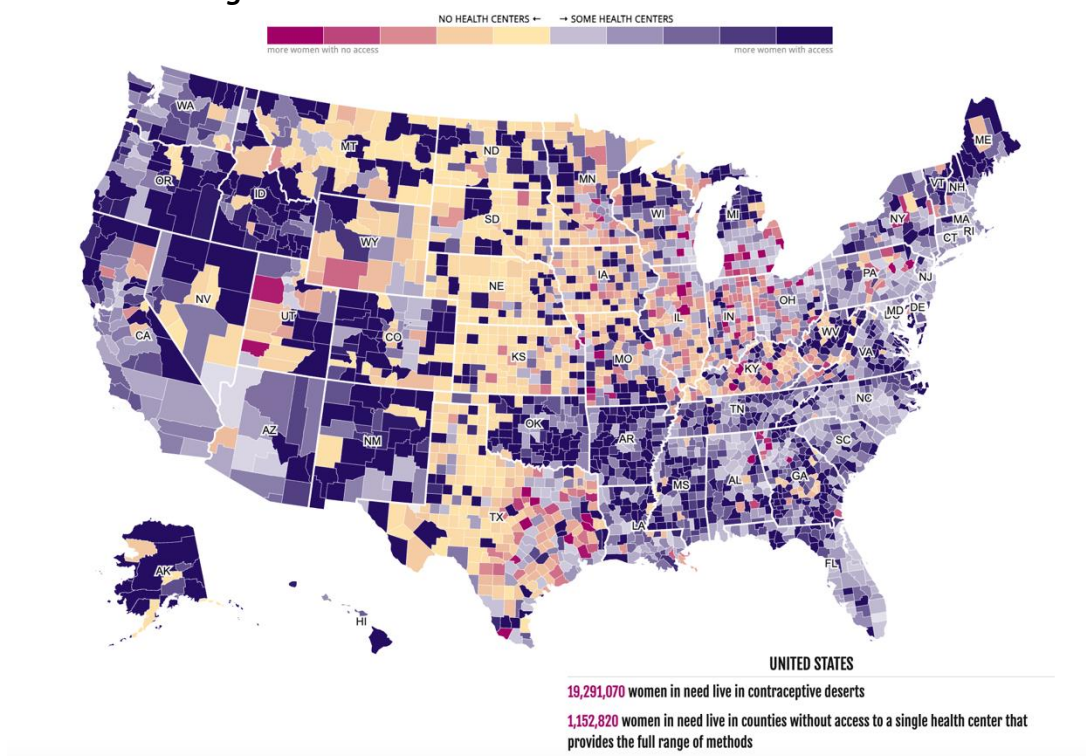 NO HEALTH CENTERS ← → SOME HEALTH CENTERS
more women with no access more women with access
WA
MT
ND
MN
ME
OR
ID
SD
WI
MI
VT NH
NY
MA
WY
CT RI
IA
NE
PA
NJ
NV
UT
IL
IN
OH
MD DE
CA
CO
WV
KS
MO
VA
KY
NC
TN
AZ
OK
NM
AR
SC
MS
AL
GA
TX
LA
FL
AK
HI
UNITED STATES
19,291,070 women in need live in contraceptive deserts
1,152,820 women in need live in counties without access to a single health center that
provides the full range of methods